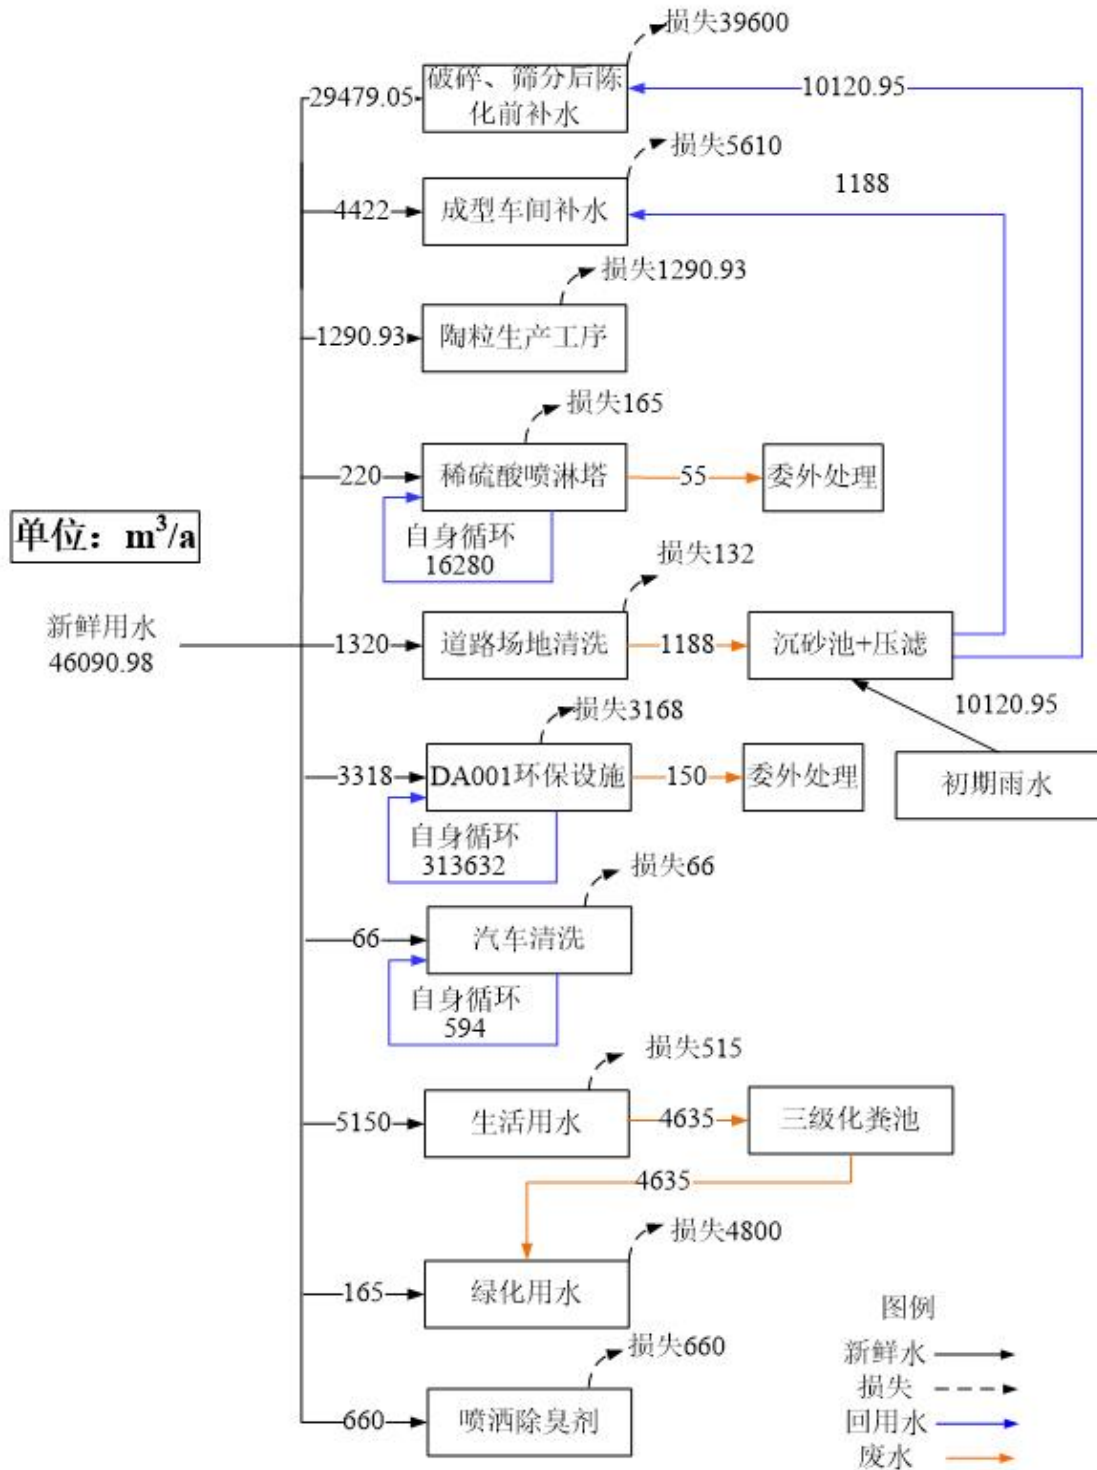 损失39600
29479.05
破碎、筛分后陈
化前补水
10120.95
损失5610
4422
成型车间补水
1188
损失1290.93
1290.93
陶粒生产工序
损失165
220
稀硫酸喷淋塔
55
委外处理
自身循环
16280
单位：m³/a
新鲜用水
46090.98
损失132
1320
道路场地清洗
1188
沉砂池+压滤
10120.95
初期雨水
损失3168
3318
DA001环保设施
150
委外处理
自身循环
313632
损失66
66
汽车清洗
自身循环
594
损失515
5150
生活用水
4635
三级化粪池
4635
损失4800
165
绿化用水
损失660
660
喷洒除臭剂
图例
新鲜水
损失
回用水
废水